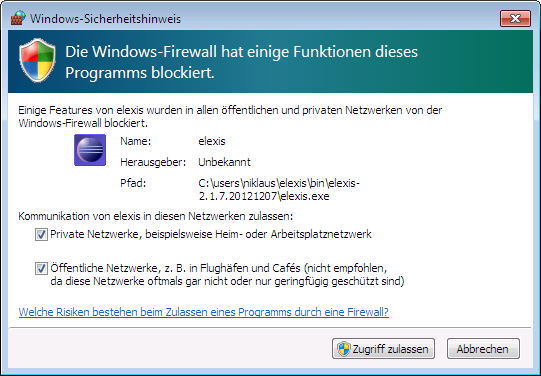 Windows-Sicherheitshinweis
Die Windows-Firewall hat einige Funktionen dieses
Programms blockiert.
Einige Features von elexis wurden in allen öffentlichen und privaten Netzwerken von der
Windows-Firewall blockiert.
Name: elexis
Herausgeber: Unbekannt
Pfad: C:\users\niklaus\elexis\bin\elexis-
2.1.7.20121207\elexis.exe
Kommunikation von elexis in diesen Netzwerken zulassen:
Private Netzwerke, beispielsweise Heim- oder Arbeitsplatznetzwerk
Öffentliche Netzwerke, z. B. in Flughäfen und Cafés (nicht empfohlen,
da diese Netzwerke oftmals gar nicht oder nur geringfügig geschützt sind)
Welche Risiken bestehen beim Zulassen eines Programms durch eine Firewall?
Zugriff zulassen
Abbrechen